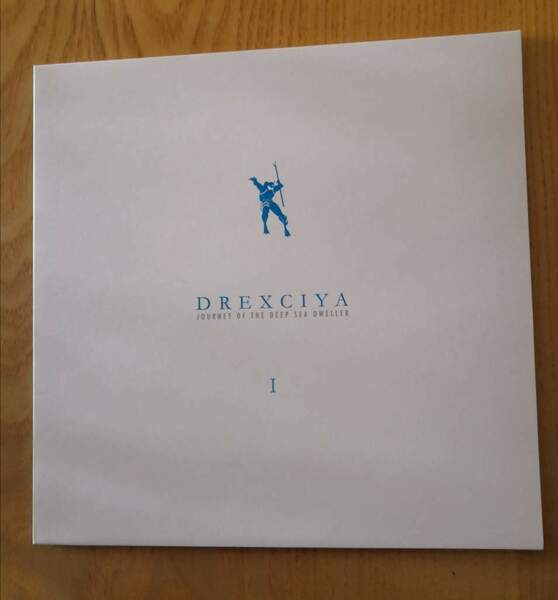 DREXCIYA
JOURNEY OF THE DEEP SEA DWELLER
I